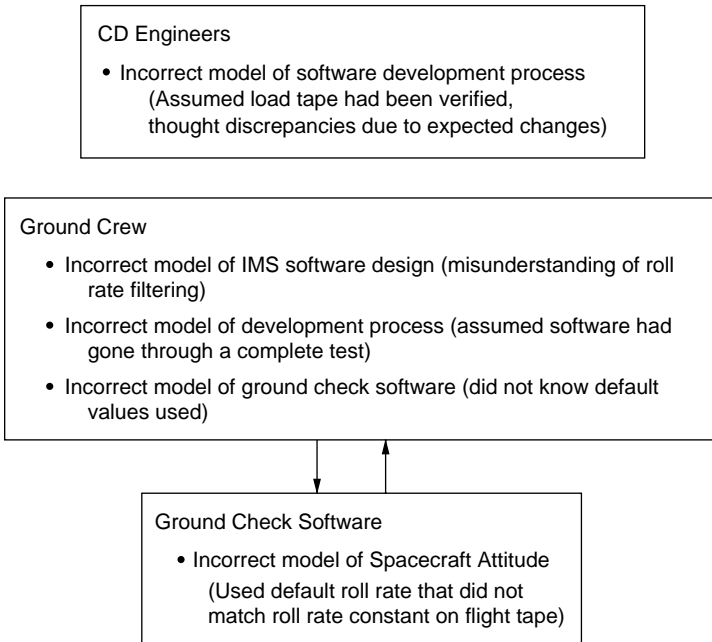 CD Engineers
• Incorrect model of software development process
(Assumed load tape had been verified,
thought discrepancies due to expected changes)
Ground Crew
• Incorrect model of IMS software design (misunderstanding of roll
rate filtering)
• Incorrect model of development process (assumed software had
gone through a complete test)
• Incorrect model of ground check software (did not know default
values used)
Ground Check Software
• Incorrect model of Spacecraft Attitude
(Used default roll rate that did not
match roll rate constant on flight tape)